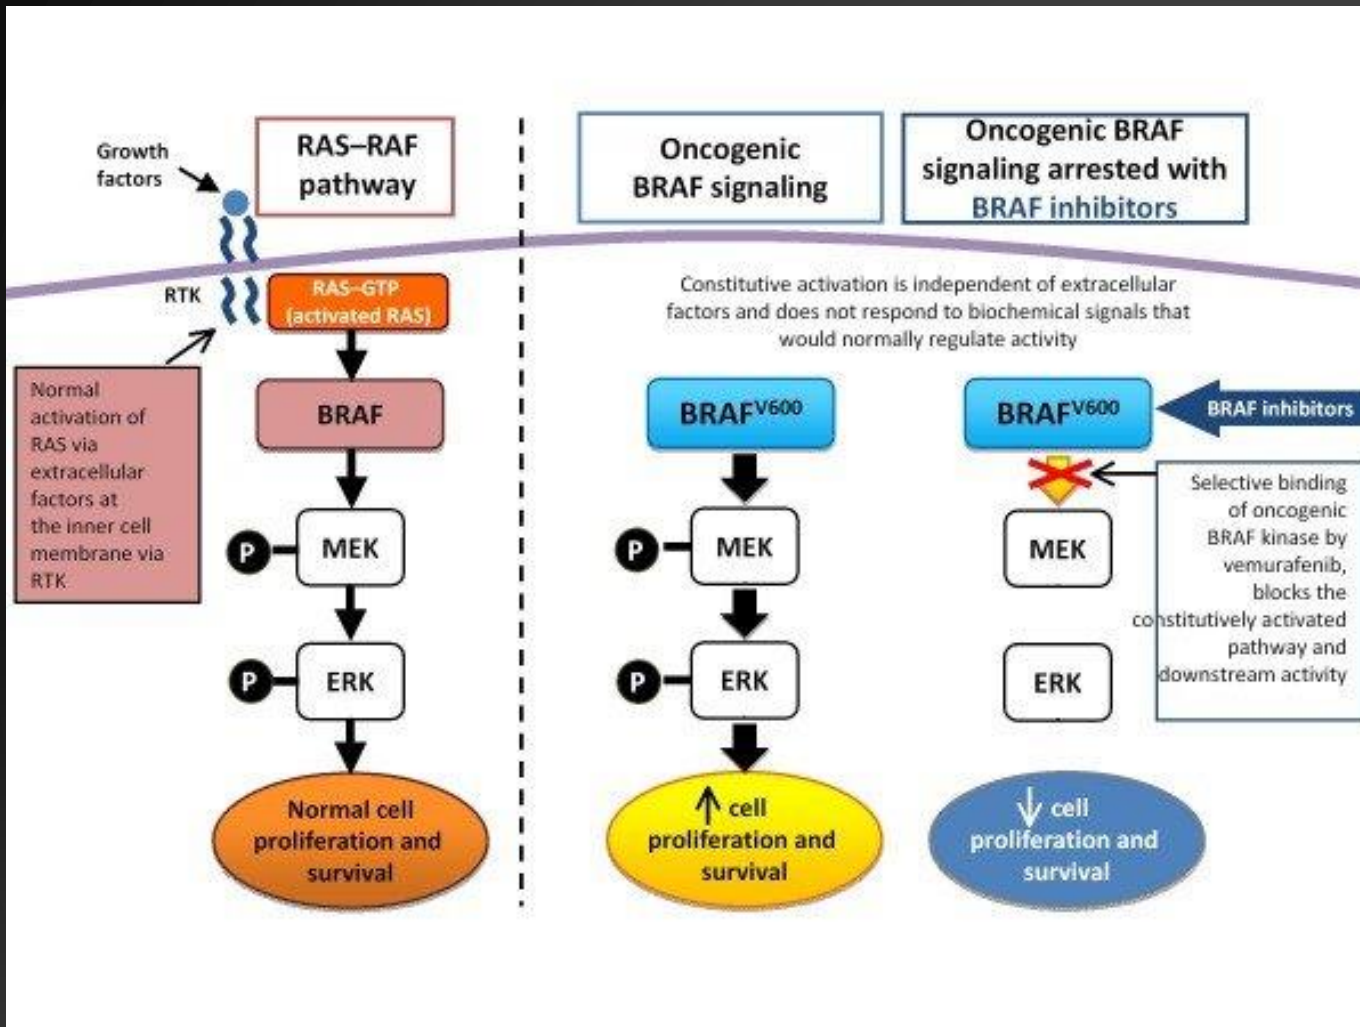 Growth
factors
RAS–RAF
pathway
RTK
RAS–GTP
(activated RAS)
Normal
activation of
RAS via
extracellular
factors at
the inner cell
membrane via
RTK
BRAF
P
MEK
P
ERK
Normal cell
proliferation and
survival
Oncogenic
BRAF signaling
Oncogenic BRAF
signaling arrested with
BRAF inhibitors
Constitutive activation is independent of extracellular
factors and does not respond to biochemical signals that
would normally regulate activity
BRAFV600
P
MEK
P
ERK
↑ cell
proliferation and
survival
BRAFV600
BRAF inhibitors
MEK
ERK
Selective binding
of oncogenic
BRAF kinase by
vemurafenib,
blocks the
constitutively activated
pathway and
downstream activity
↓ cell
proliferation and
survival